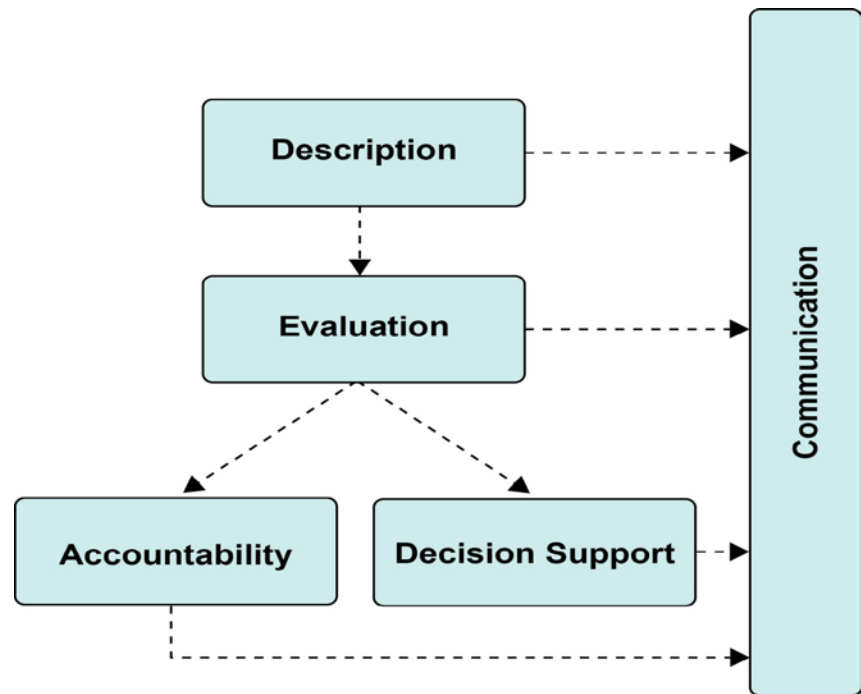 Description
Evaluation
Accountability
Decision Support
Communication